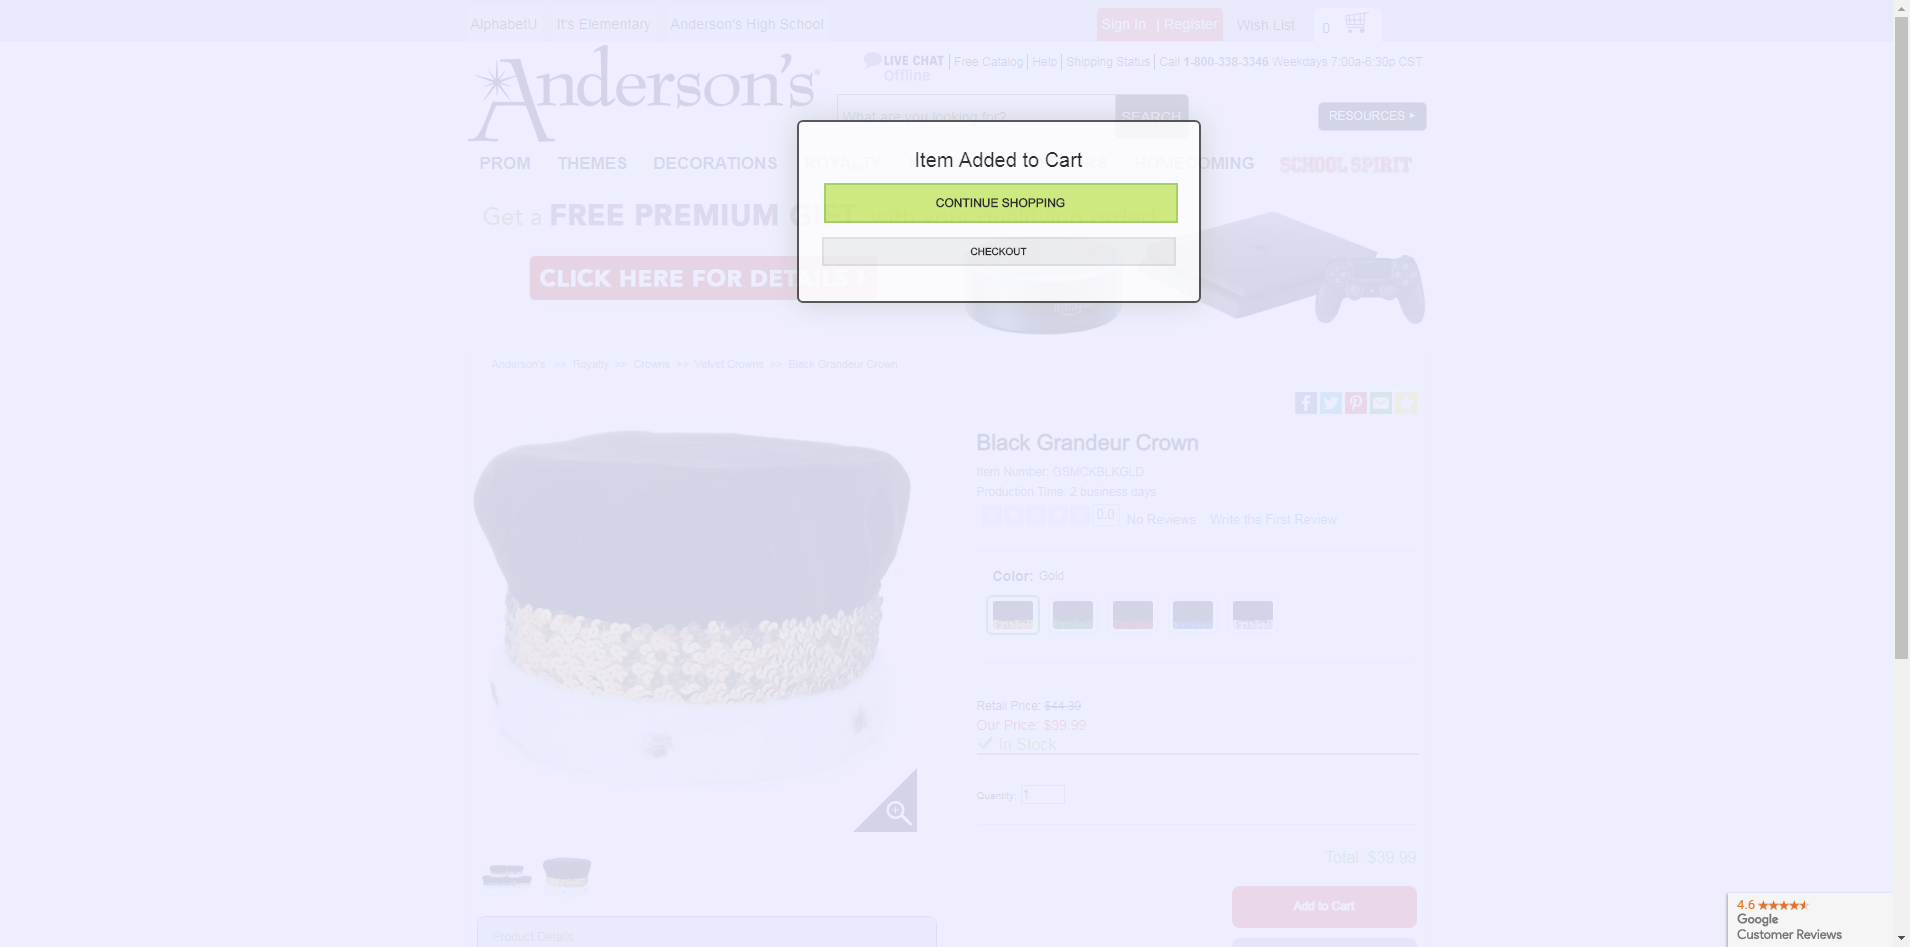 AlphabetU It's Elementary Anderson's High School Sign In | Register Wish List 0
Anderson's
LIVE CHAT Offline Free Catalog Help Shipping Status Call 1-800-338-3346 Weekdays 7:00a-6:30p CST
What are you looking for? SEARCH
RESOURCES
PROM THEMES DECORATIONS ROYALTY HOMECOMING SCHOOL SPIRIT
Item Added to Cart
CONTINUE SHOPPING
CHECKOUT
Get a FREE PREMIUM GIFT
CLICK HERE FOR DETAILS
Anderson's >> Royalty >> Crowns >> Velvet Crowns >> Black Grandeur Crown
Black Grandeur Crown
Item Number: GSMCKBLKGLD
Production Time: 2 business days
0.0 No Reviews Write the First Review
Color: Gold
Retail Price: $44.39
Our Price: $39.99
In Stock
Quantity: 1
Total $39.99
Add to Cart
Product Details
4.6
Google
Customer Reviews